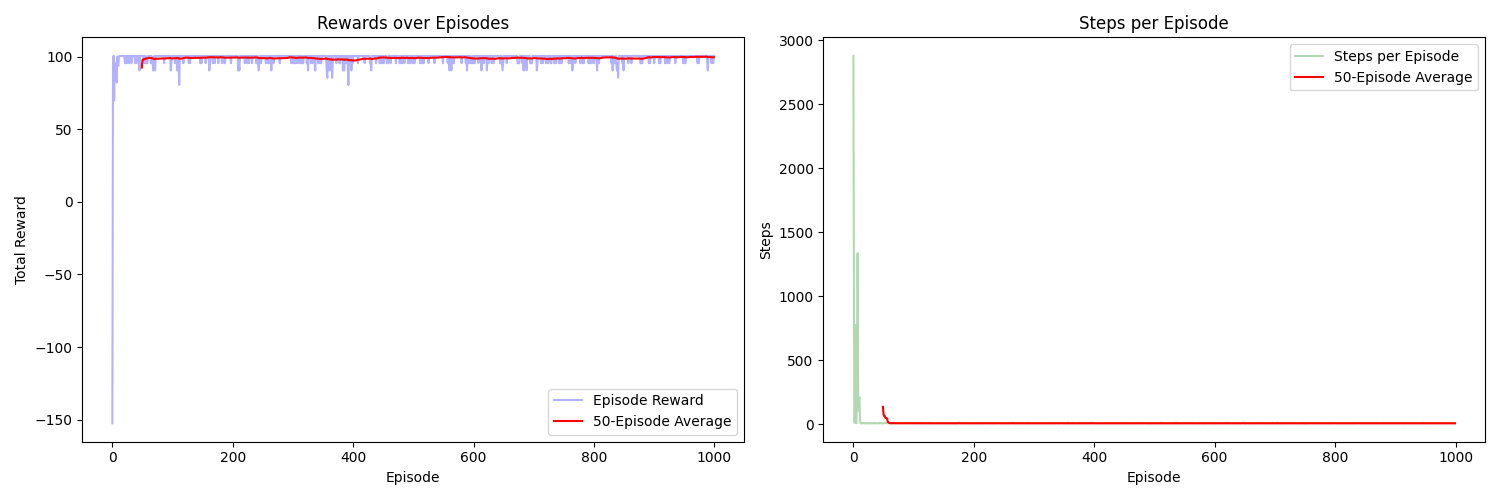 Rewards over Episodes
100
50
0
−50
−100
−150
Total Reward
0 200 400 600 800 1000
Episode
Episode Reward
50-Episode Average
Steps per Episode
3000
2500
2000
1500
1000
500
0
Steps
0 200 400 600 800 1000
Episode
Steps per Episode
50-Episode Average